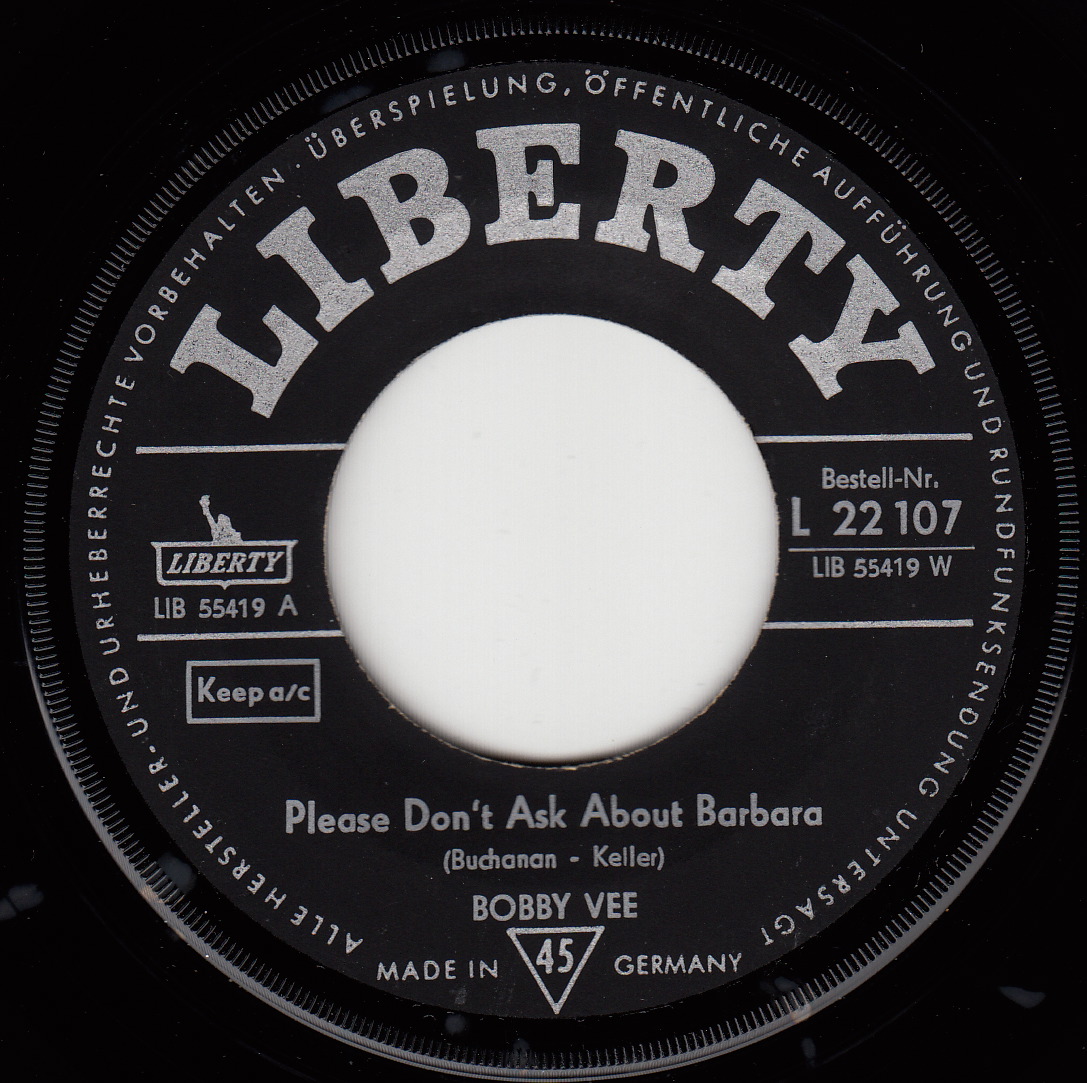 ALLE HERSTELLER- UND URHEBERRECHTE VORBEHALTEN · ÜBERSPIELUNG, ÖFFENTLICHE AUFFÜHRUNG UND RUNDFUNKSENDUNG UNTERSAGT
LIBERTY
LIBERTY
LIB 55419 A
Bestell-Nr.
L 22 107
LIB 55419 W
Keep a/c
Please Don't Ask About Barbara
(Buchanan - Keller)
BOBBY VEE
MADE IN 45 GERMANY